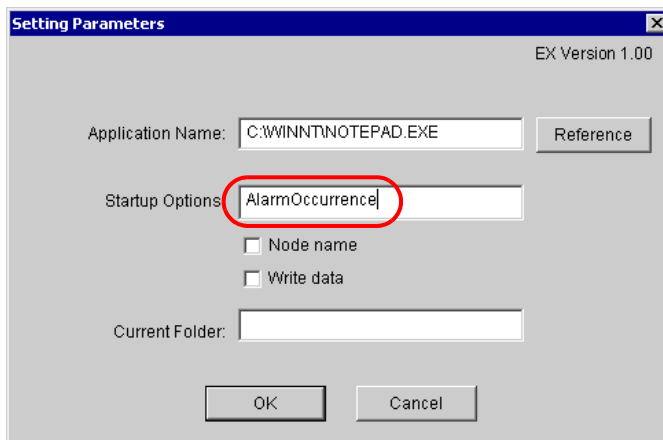 Setting Parameters
EX Version 1.00
Application Name: C:\WINNT\NOTEPAD.EXE Reference
Startup Options AlarmOccurrence
Node name
Write data
Current Folder:
OK Cancel